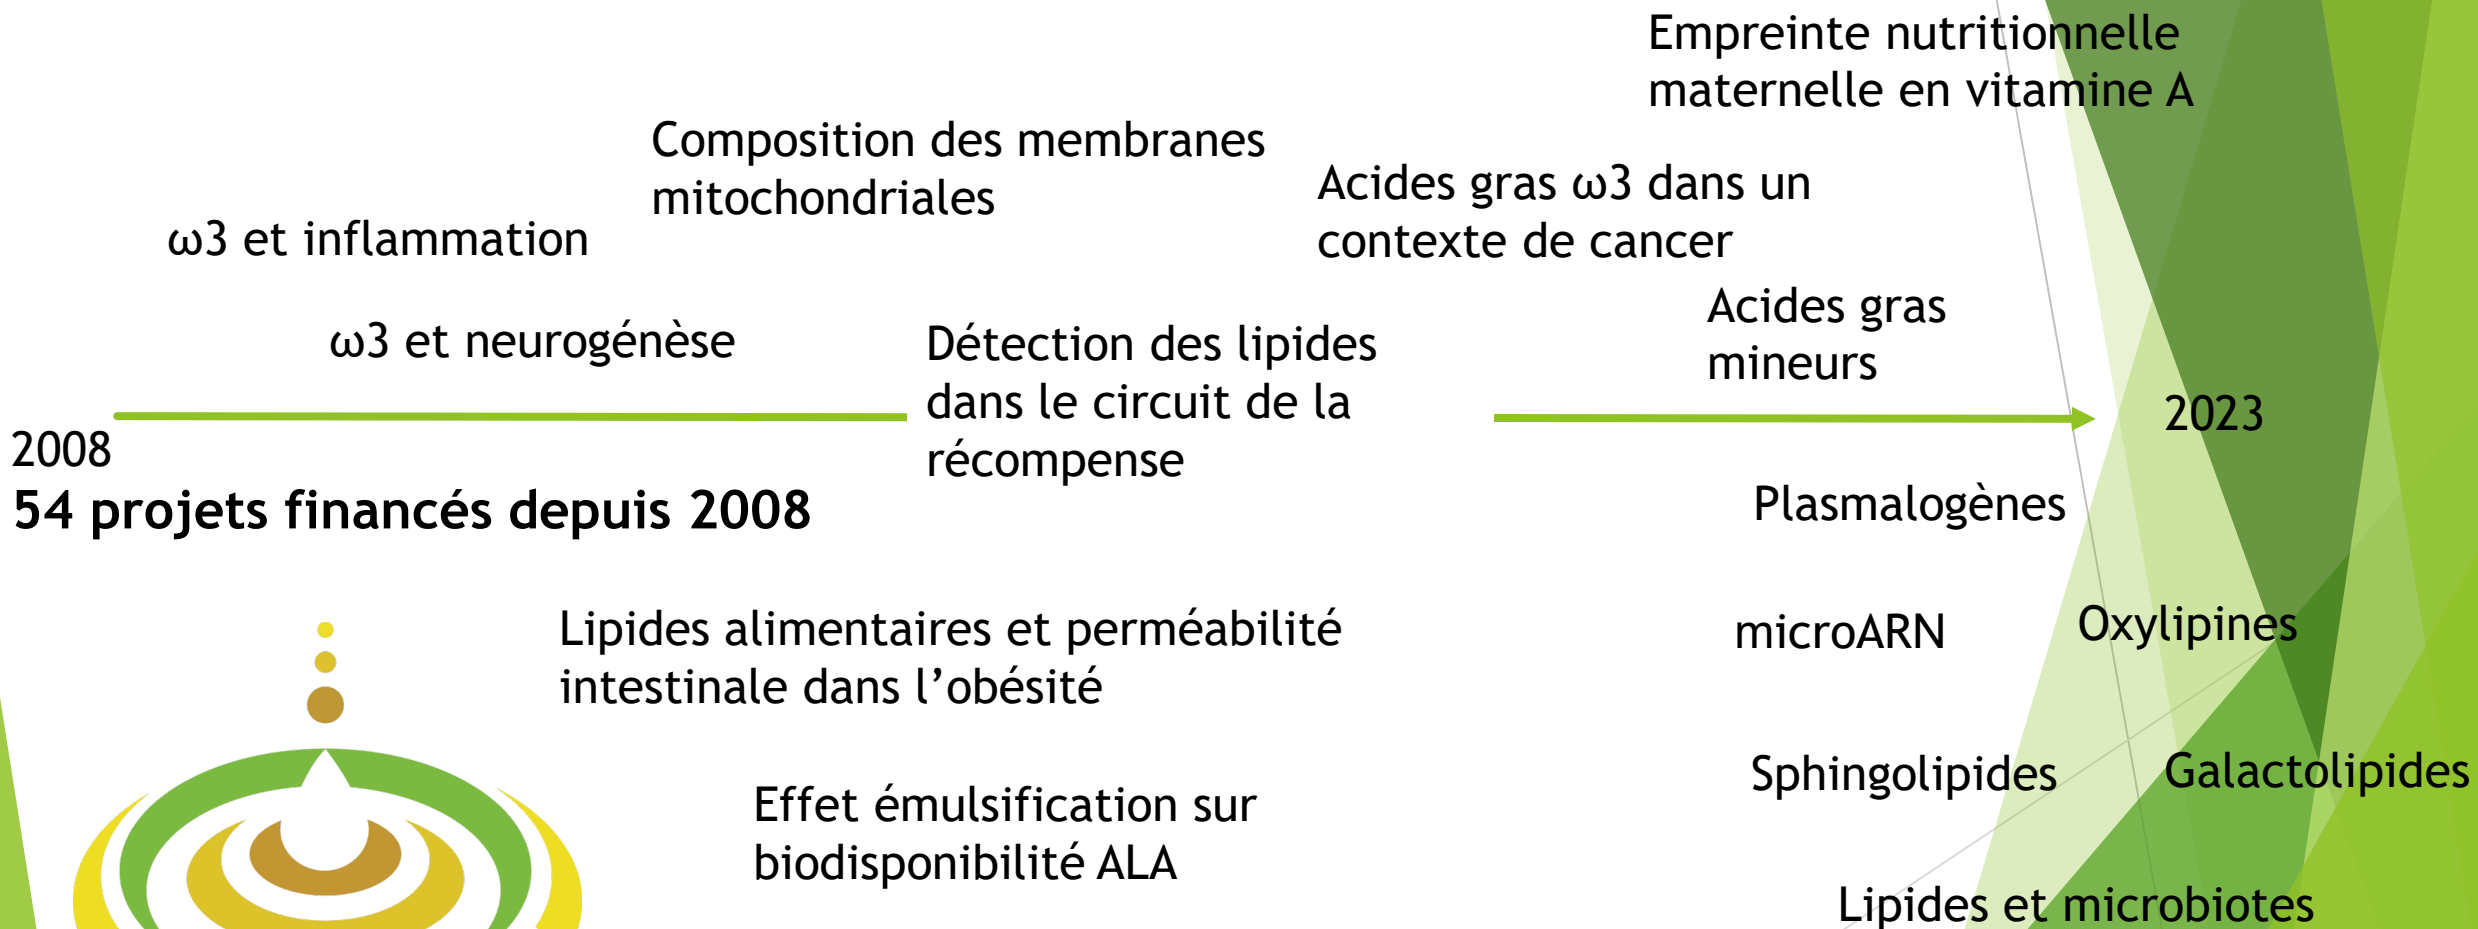 Empreinte nutritionnelle
maternelle en vitamine A
Composition des membranes
mitochondriales
Acides gras ω3 dans un
contexte de cancer
ω3 et inflammation
Acides gras
mineurs
ω3 et neurogénèse
Détection des lipides
dans le circuit de la
récompense
2008
2023
54 projets financés depuis 2008
Plasmalogènes
Lipides alimentaires et perméabilité
intestinale dans l’obésité
microARN
Oxylipines
Sphingolipides
Galactolipides
Effet émulsification sur
biodisponibilité ALA
Lipides et microbiotes